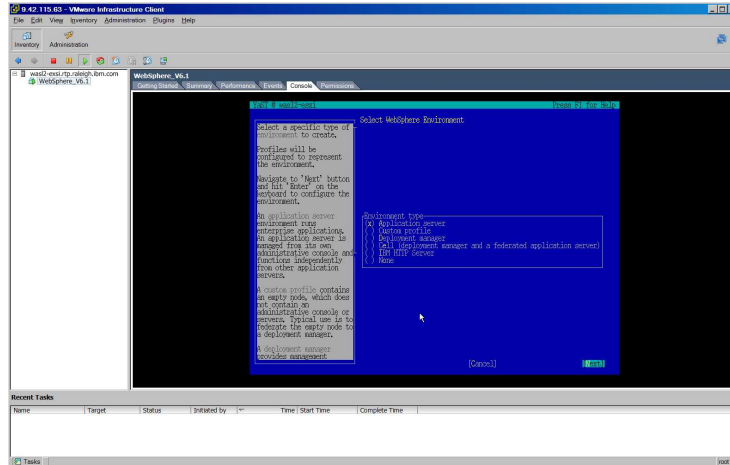 9.42.115.63 - VMware Infrastructure Client
File Edit View Inventory Administration Plugins Help
Inventory Administration
wasl2-exsi.rtp.raleigh.ibm.com
WebSphere_V6.1
WebSphere_V6.1
Getting Started Summary Performance Events Console Permissions
YaST @ wasl2-esxi Press F1 for Help
Select WebSphere Environment
Select a specific type of
environment to create.
Profiles will be
configured to represent
the environment.
Navigate to 'Next' button
and hit 'Enter' on the
keyboard to configure the
environment.
An application server
environment runs
enterprise applications.
An application server is
managed from its own
administrative console and
functions independently
from other application
servers.
A custom profile contains
an empty node, which does
not contain an
administrative console or
servers. Typical use is to
federate the empty node to
a deployment manager.
A deployment manager
provides management
Environment type
(x) Application server
( ) Custom profile
( ) Deployment manager
( ) Cell (deployment manager and a federated application server)
( ) IBM HTTP Server
( ) None
[Cancel] [Next]
Recent Tasks
Name Target Status Initiated by Time Start Time Complete Time
Tasks root